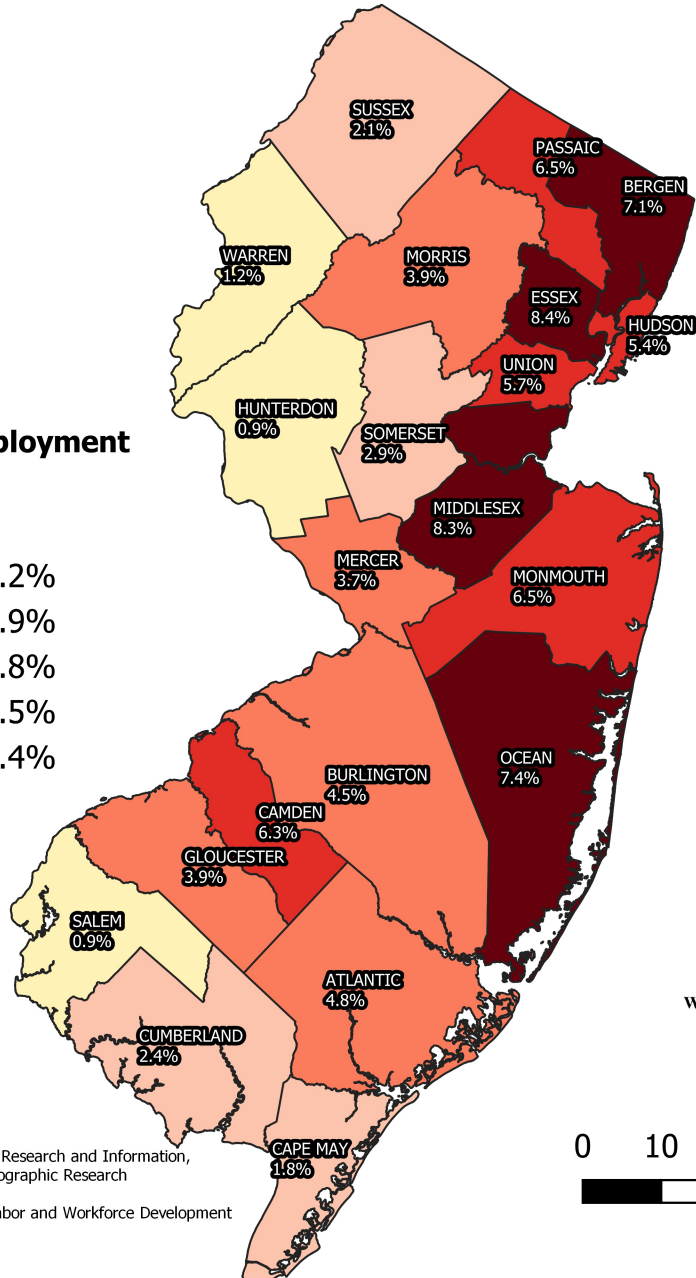 SUSSEX
2.1%
PASSAIC
6.5%
BERGEN
7.1%
WARREN
1.2%
MORRIS
3.9%
ESSEX
8.4%
HUDSON
5.4%
UNION
5.7%
HUNTERDON
0.9%
SOMERSET
2.9%
ployment
MIDDLESEX
8.3%
MERCER
3.7%
MONMOUTH
6.5%
.2%
.9%
.8%
.5%
.4%
OCEAN
7.4%
BURLINGTON
4.5%
CAMDEN
6.3%
GLOUCESTER
3.9%
SALEM
0.9%
ATLANTIC
4.8%
W
CUMBERLAND
2.4%
CAPE MAY
1.8%
0 10
Research and Information,
ographic Research
bor and Workforce Development